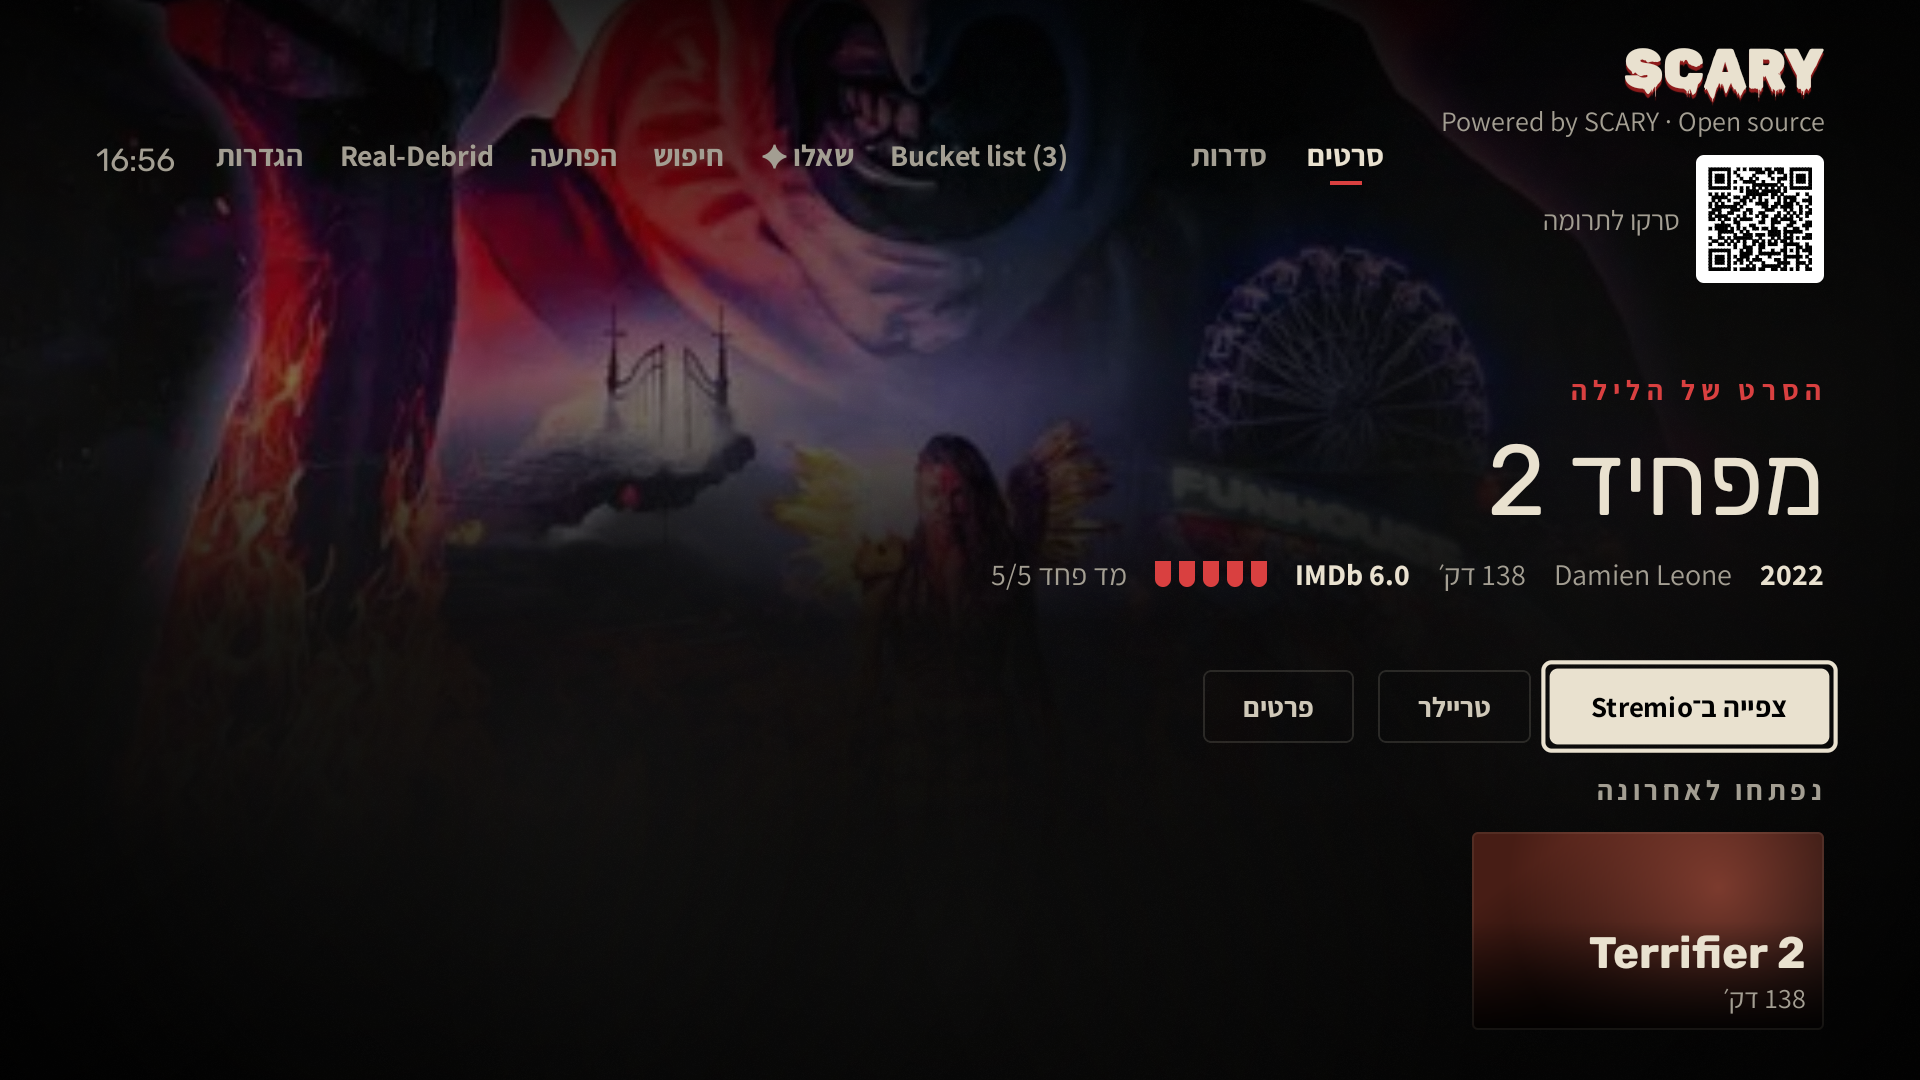 SCARY
Powered by SCARY · Open source
סרטים סדרות Bucket list (3) שאלו חיפוש הפתעה Real-Debrid הגדרות 16:56
סרקו לתרומה
הסרט של הלילה
מפחיד 2
2022 Damien Leone 138 דק׳ IMDb 6.0 מד פחד 5/5
FUNHOUSE
צפייה ב־Stremio טריילר פרטים
נפתחו לאחרונה
Terrifier 2
138 דק׳